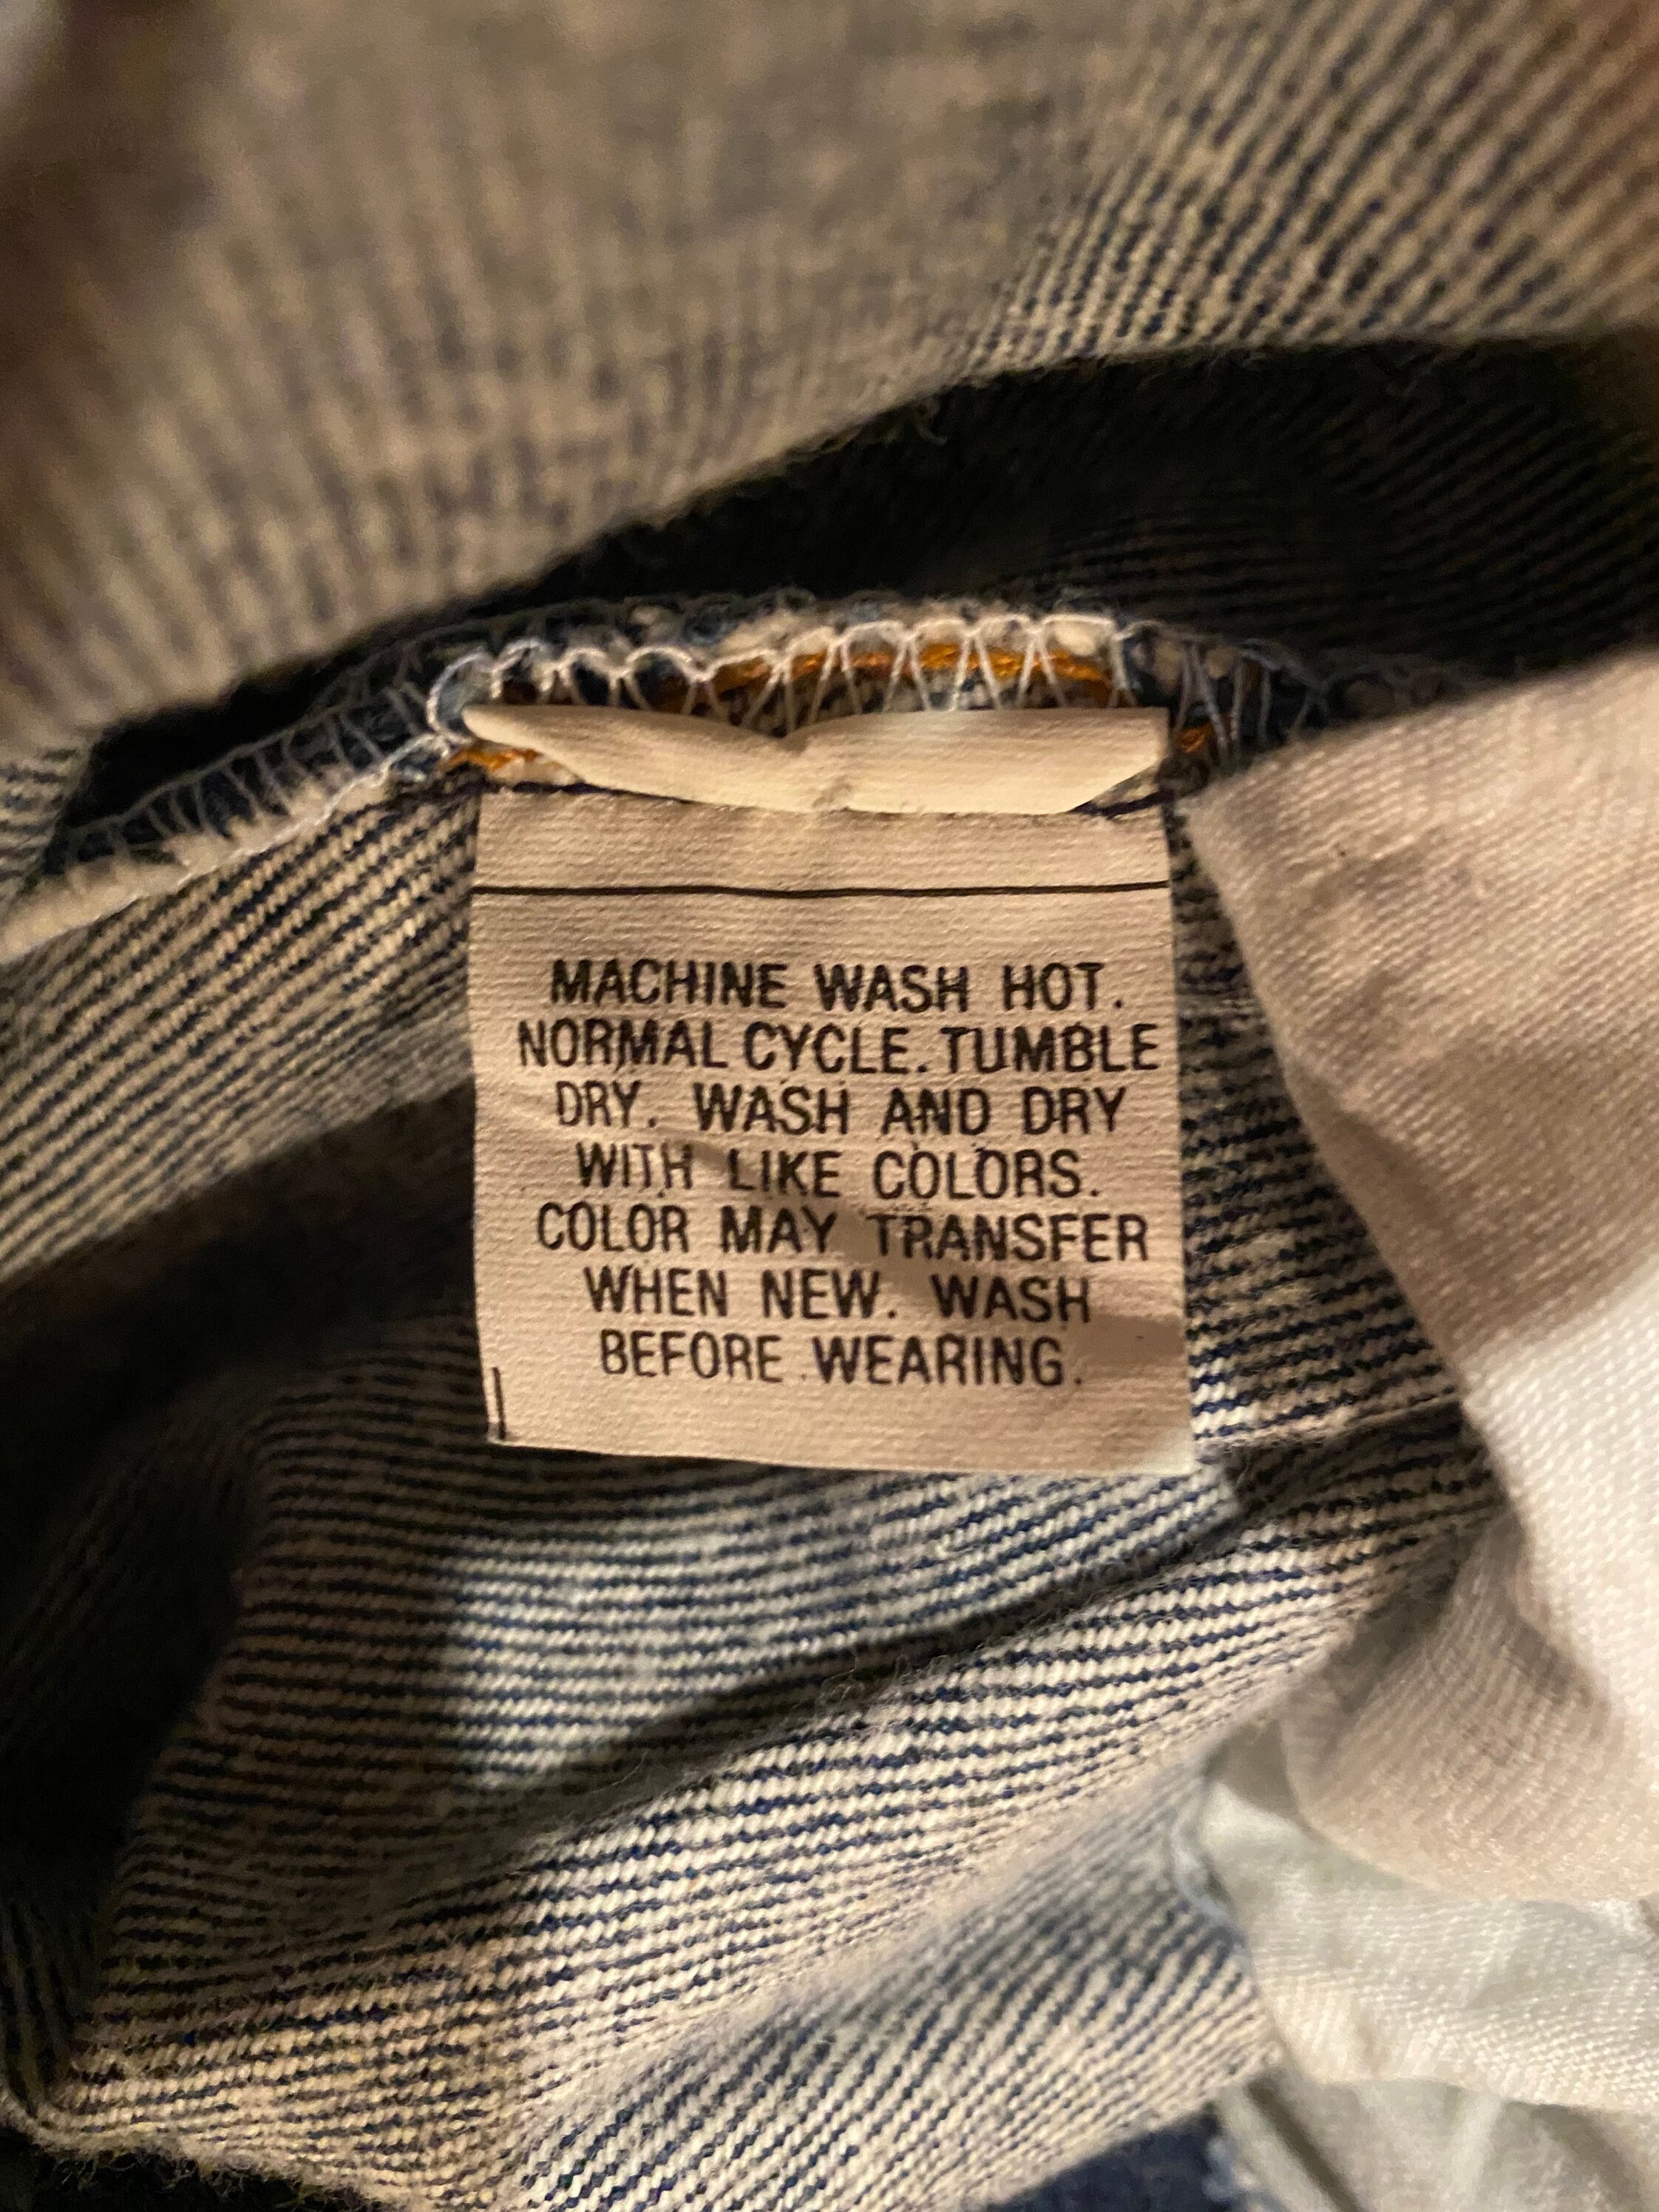 MACHINE WASH HOT.
NORMAL CYCLE. TUMBLE
DRY. WASH AND DRY
WITH LIKE COLORS.
COLOR MAY TRANSFER
WHEN NEW. WASH
BEFORE WEARING.